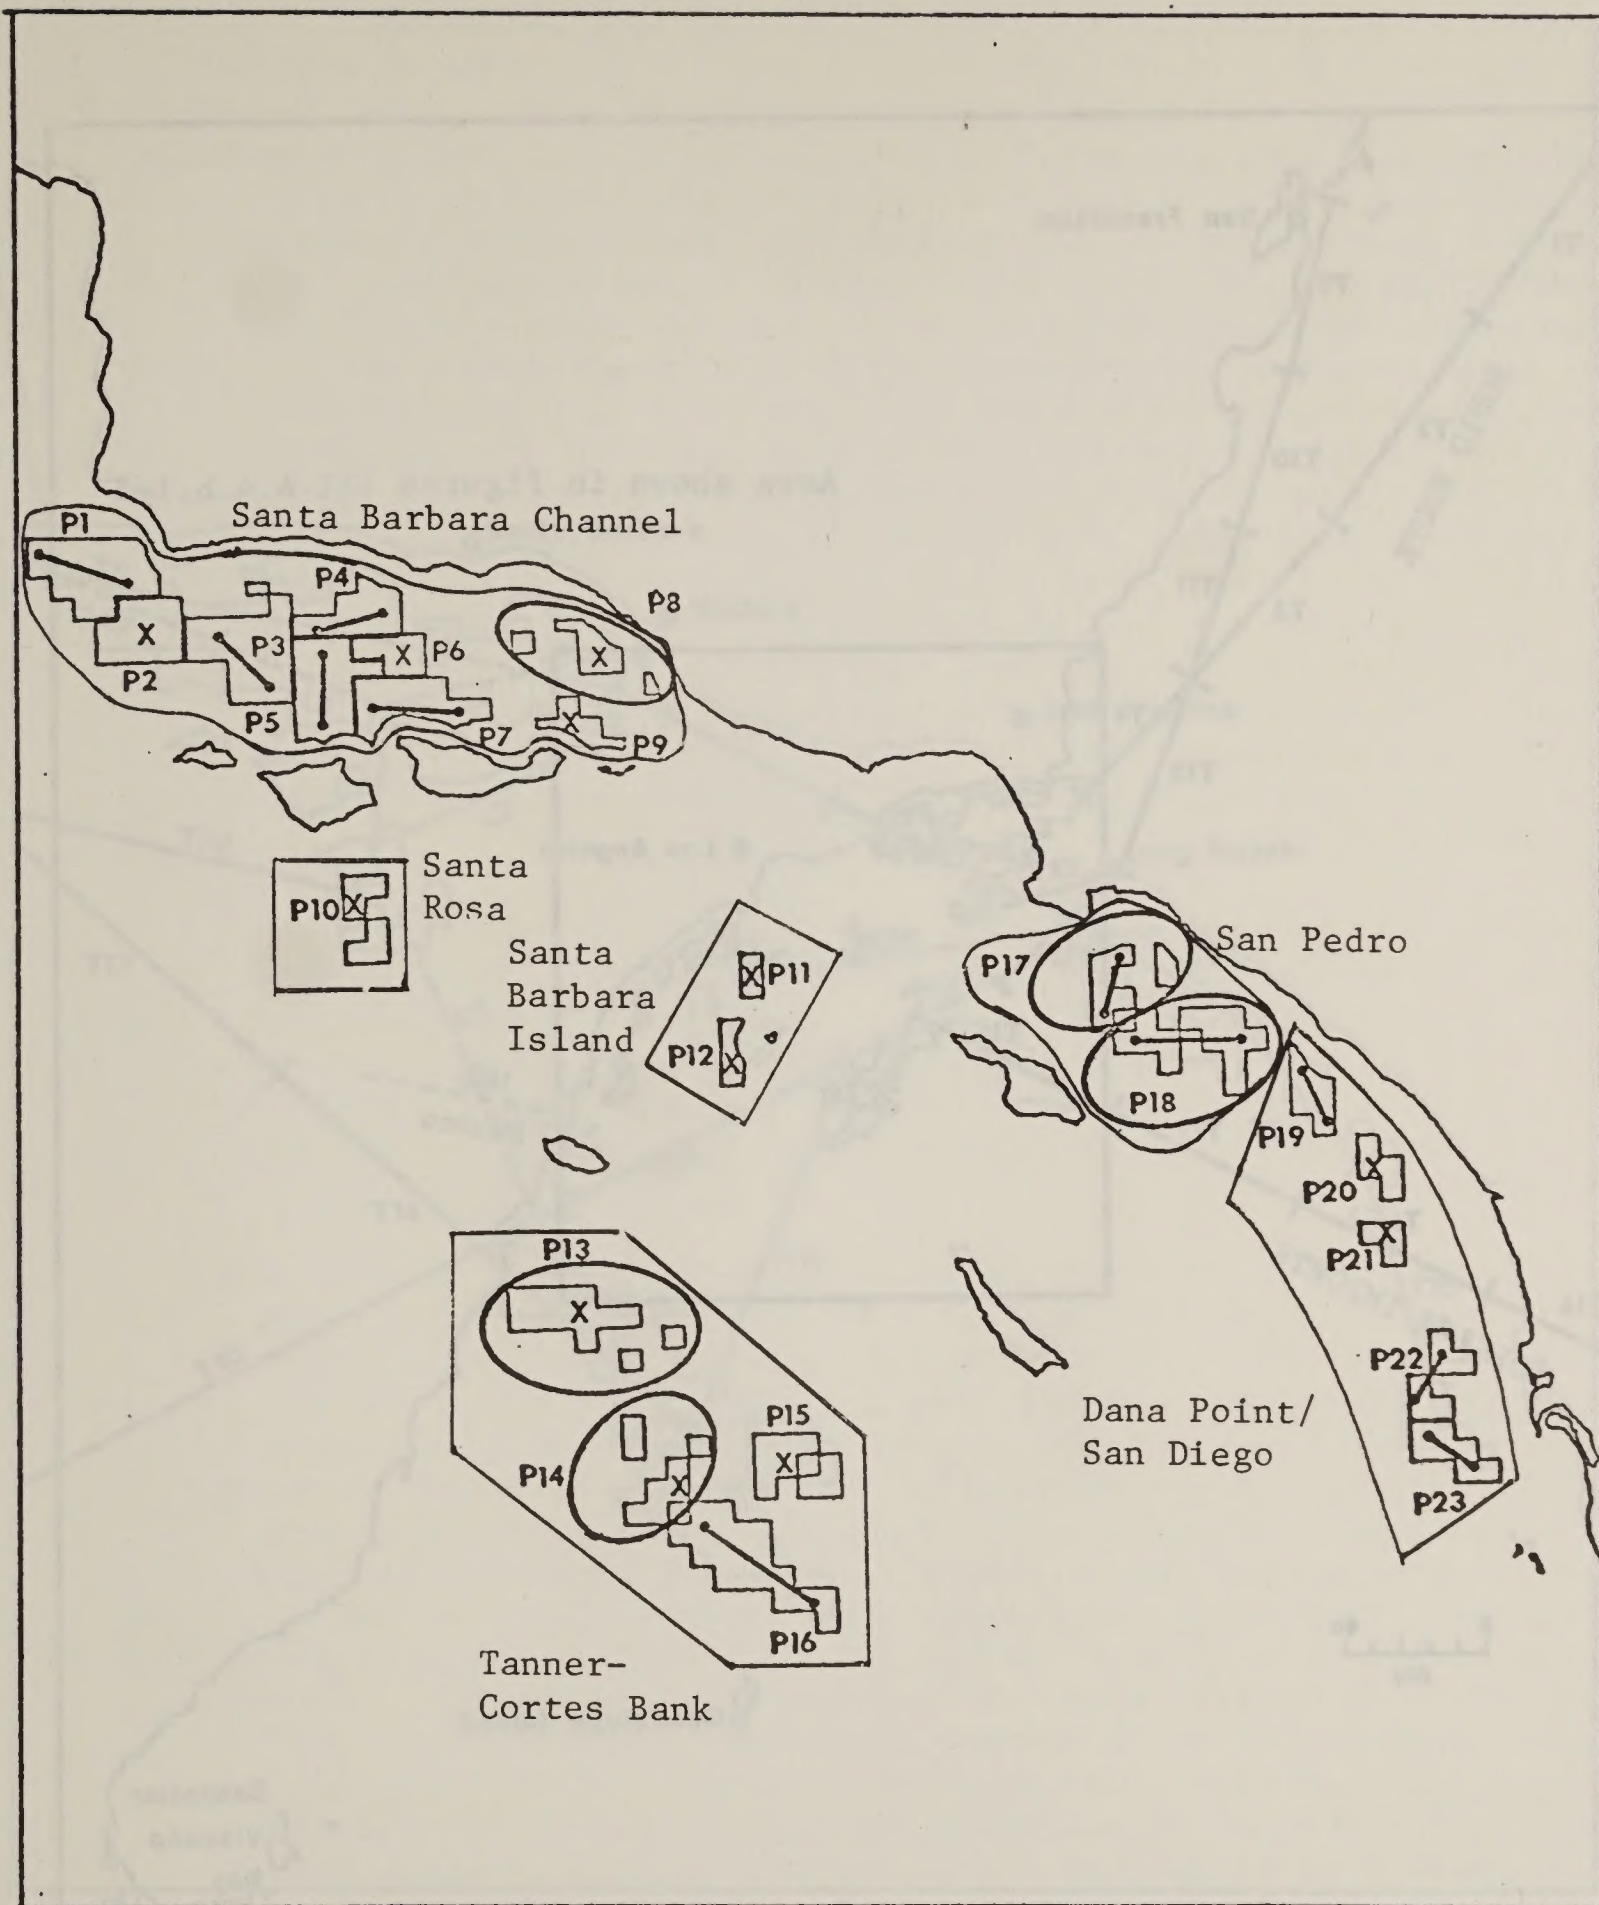 Santa Barbara Channel
P1
P4
P8
P3
P6
P2
P5
P7
P9
Santa
Rosa
P10
Santa
Barbara
Island
P11
P12
San Pedro
P17
P18
P19
P20
P21
P22
P23
Dana Point/
San Diego
P13
P14
P15
P16
Tanner-
Cortes Bank
X
X
X
X
X
X
X
X
X
X
X
X